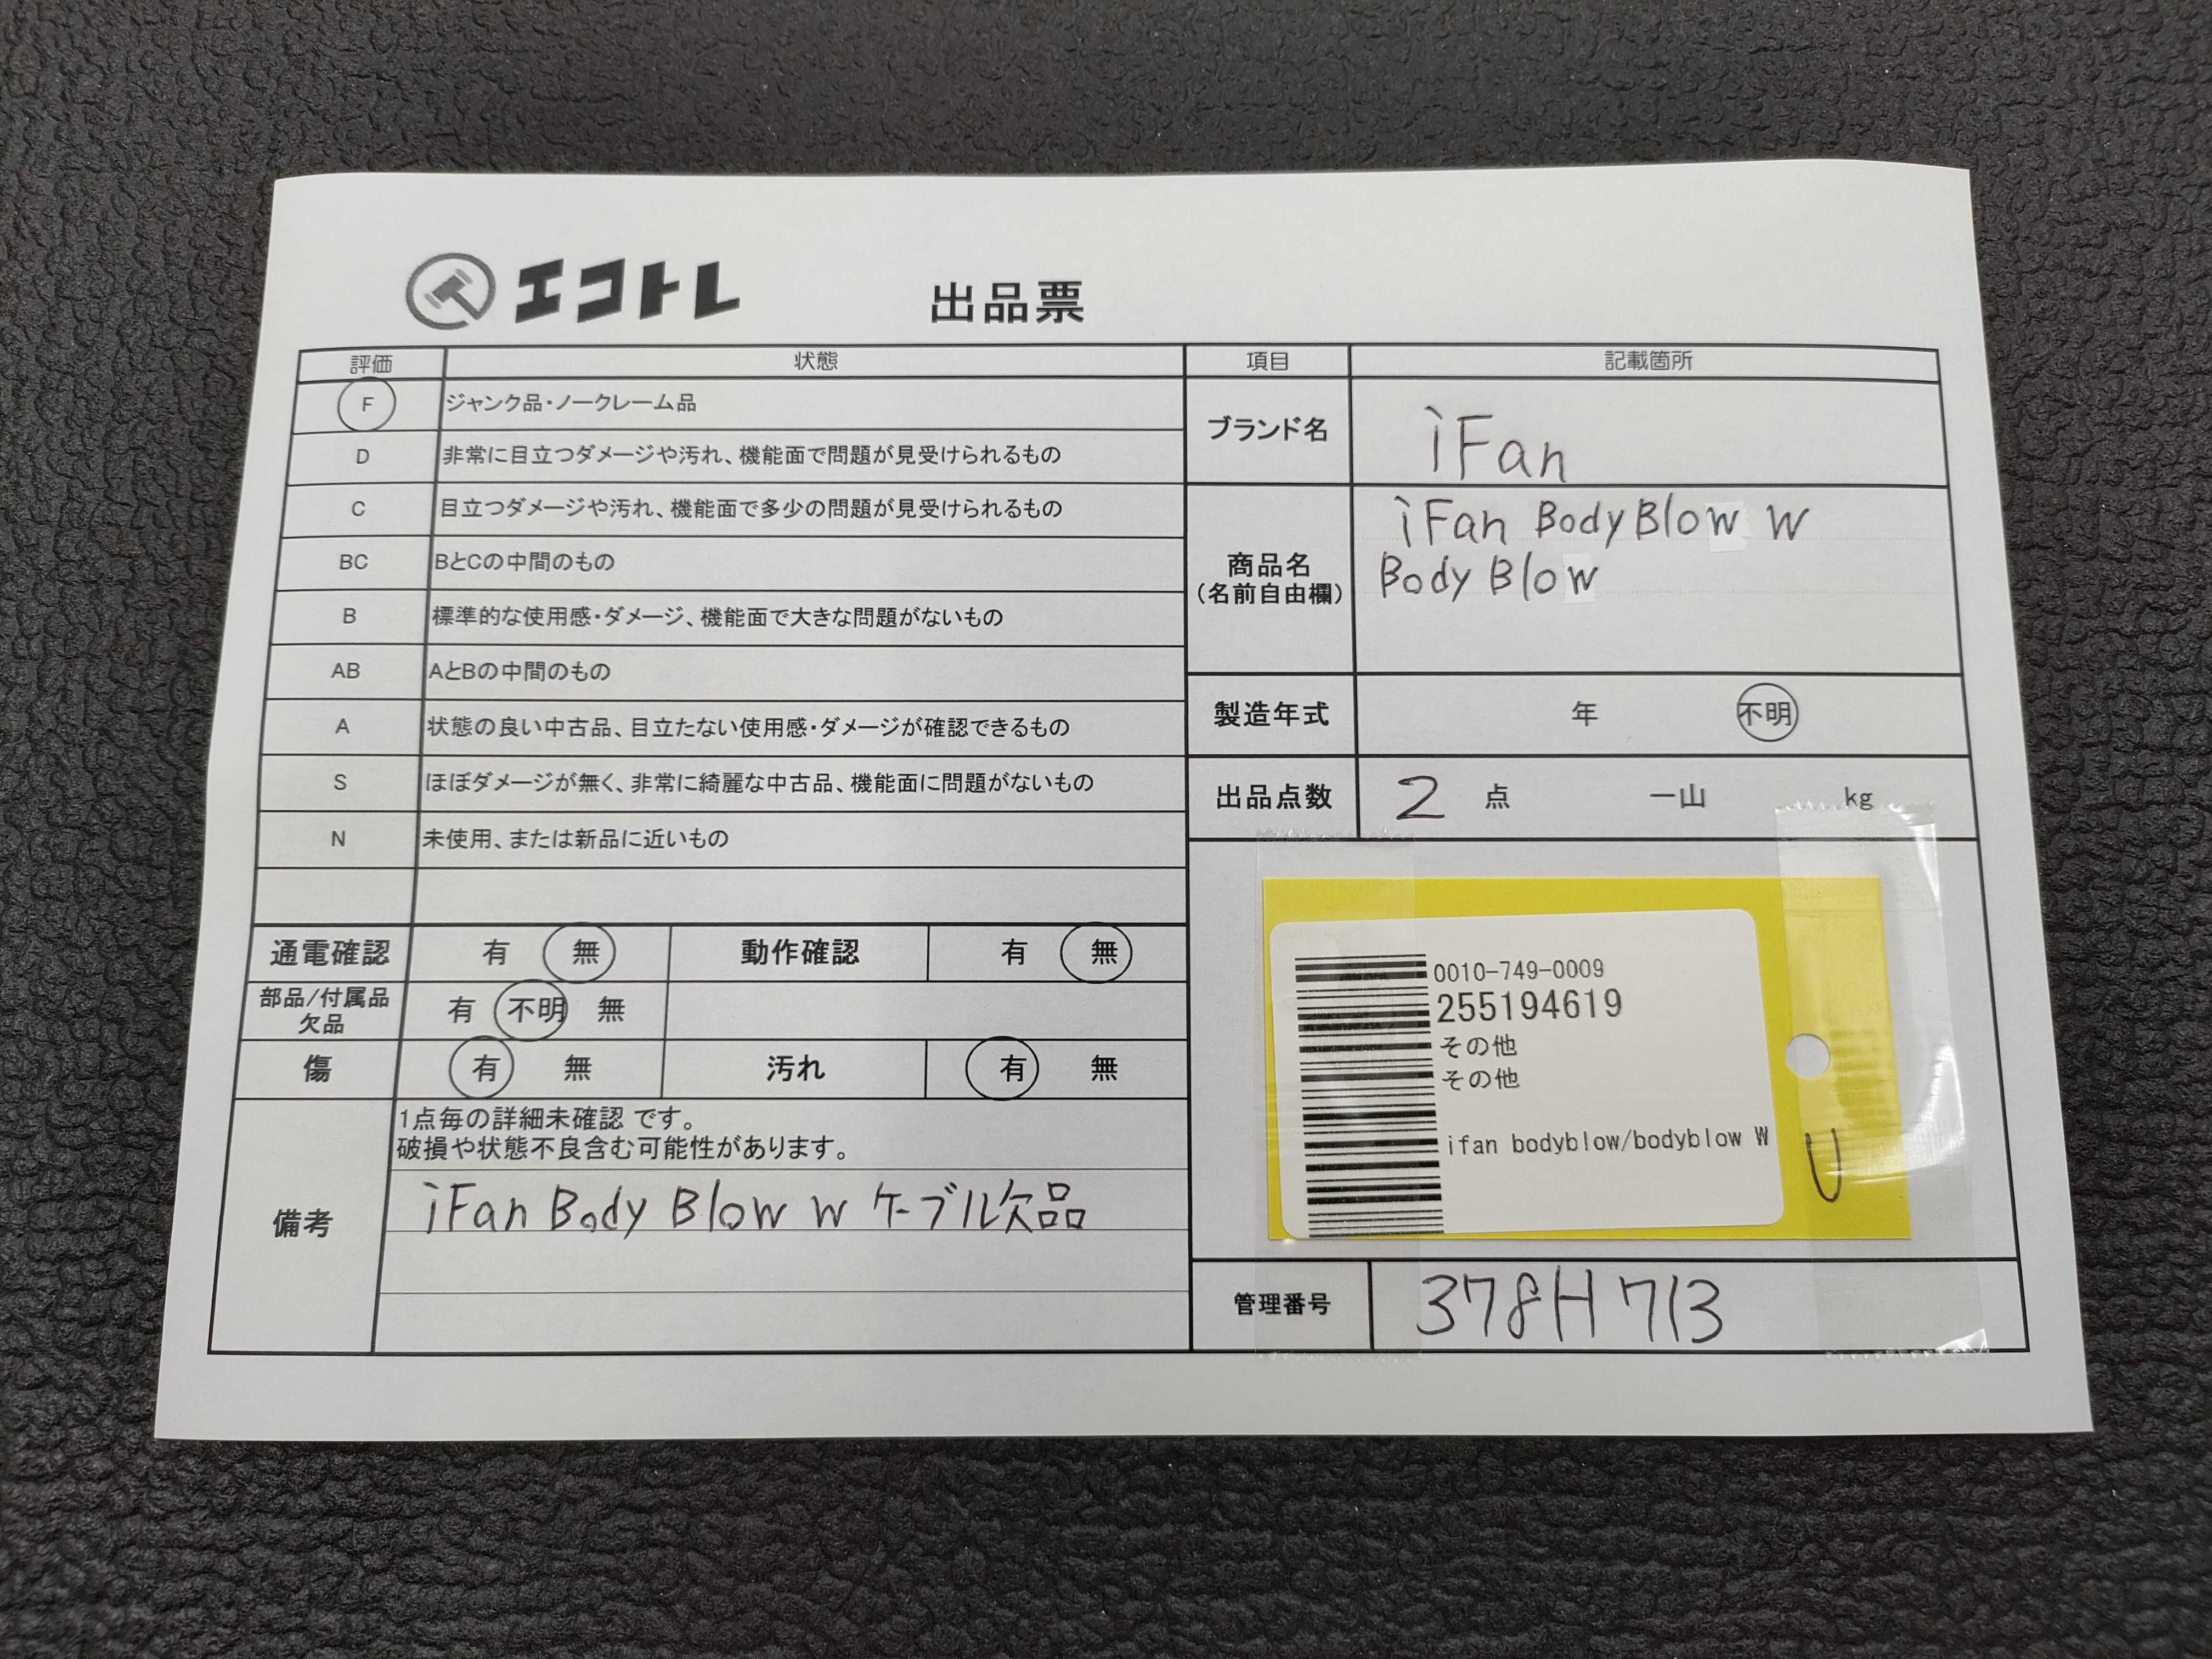 エコトレ 出品票
評価 状態
F ジャンク品・ノークレーム品
D 非常に目立つダメージや汚れ、機能面で問題が見受けられるもの
C 目立つダメージや汚れ、機能面で多少の問題が見受けられるもの
BC BとCの中間のもの
B 標準的な使用感・ダメージ、機能面で大きな問題がないもの
AB AとBの中間のもの
A 状態の良い中古品、目立たない使用感・ダメージが確認できるもの
S ほぼダメージが無く、非常に綺麗な中古品、機能面に問題がないもの
N 未使用、または新品に近いもの
通電確認 有 無 動作確認 有 無
部品/付属品
欠品 有 不明 無
傷 有 無 汚れ 有 無
備考
1点毎の詳細未確認 です。
破損や状態不良含む可能性があります。
iFan Body Blow W ケーブル欠品
項目 記載箇所
ブランド名 iFan
商品名
(名前自由欄)
iFan Body Blow W
Body Blow
製造年式 年 不明
出品点数 2 点 一山 kg
0010-749-0009
255194619
その他
その他
ifan bodyblow/bodyblow W
U
管理番号 378H713